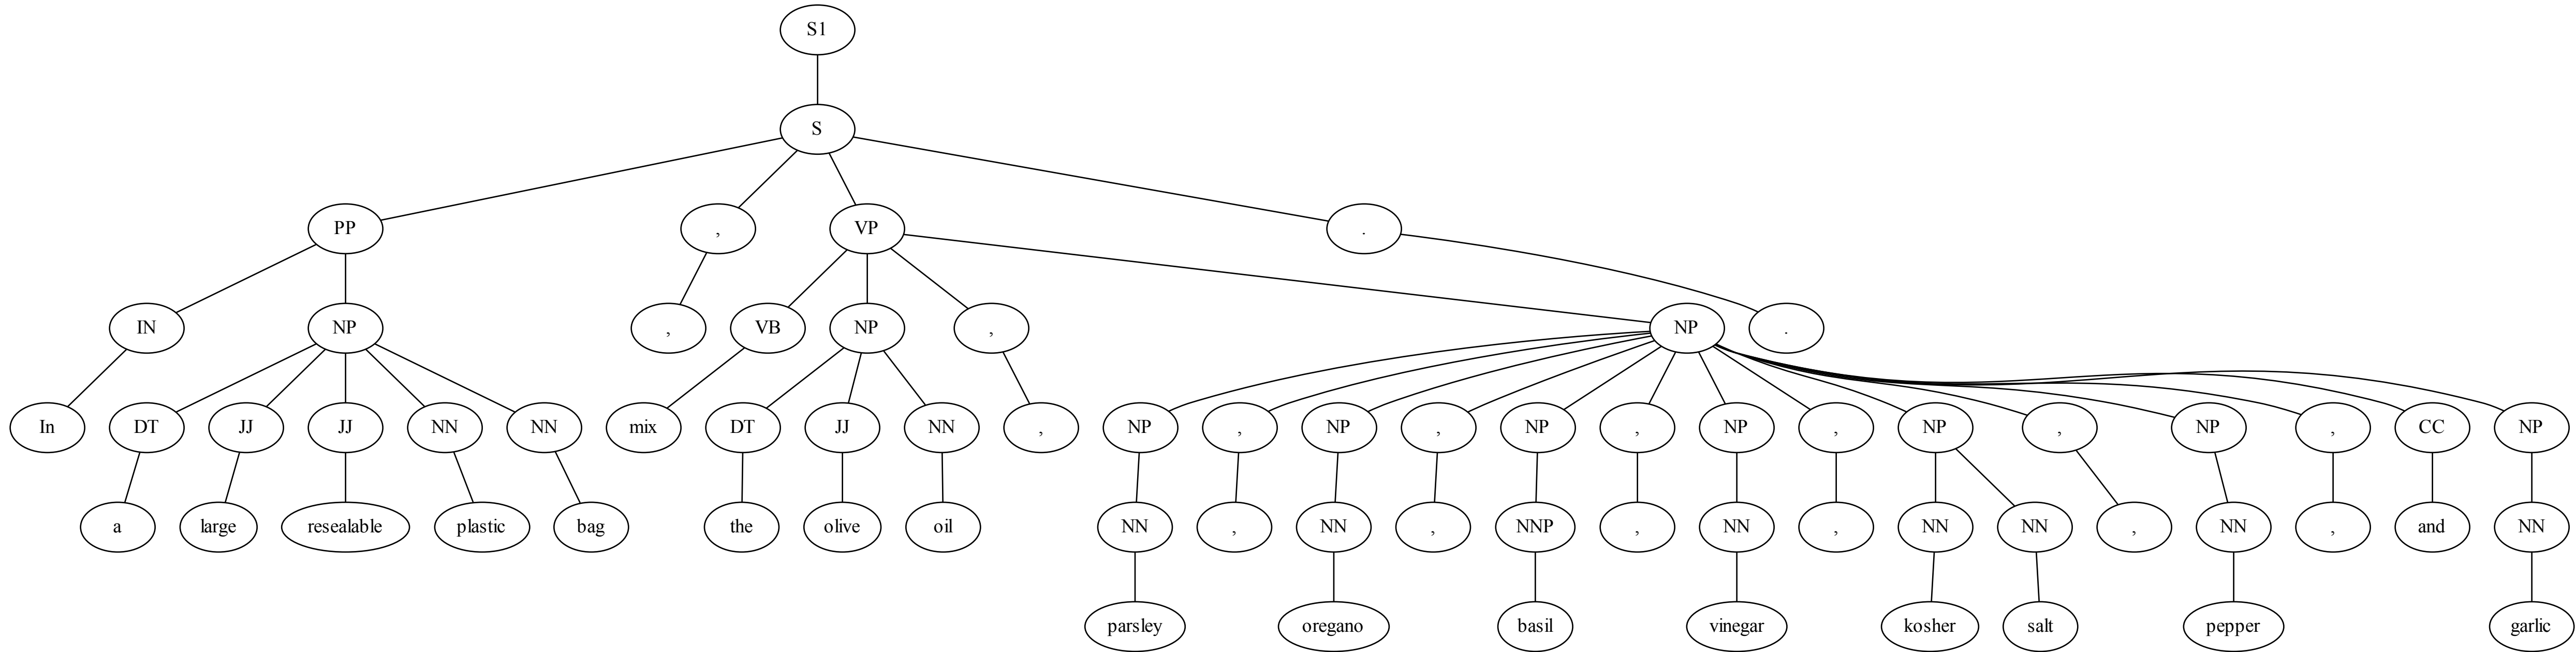 S1
S
PP , VP .
IN NP , VB NP , NP .
In DT JJ JJ NN NN mix DT JJ NN , NP , NP , NP , NP , NP , NP , CC NP
a large resealable plastic bag the olive oil NN , NN , NNP , NN , NN NN , NN , and NN
parsley oregano basil vinegar kosher salt pepper garlic